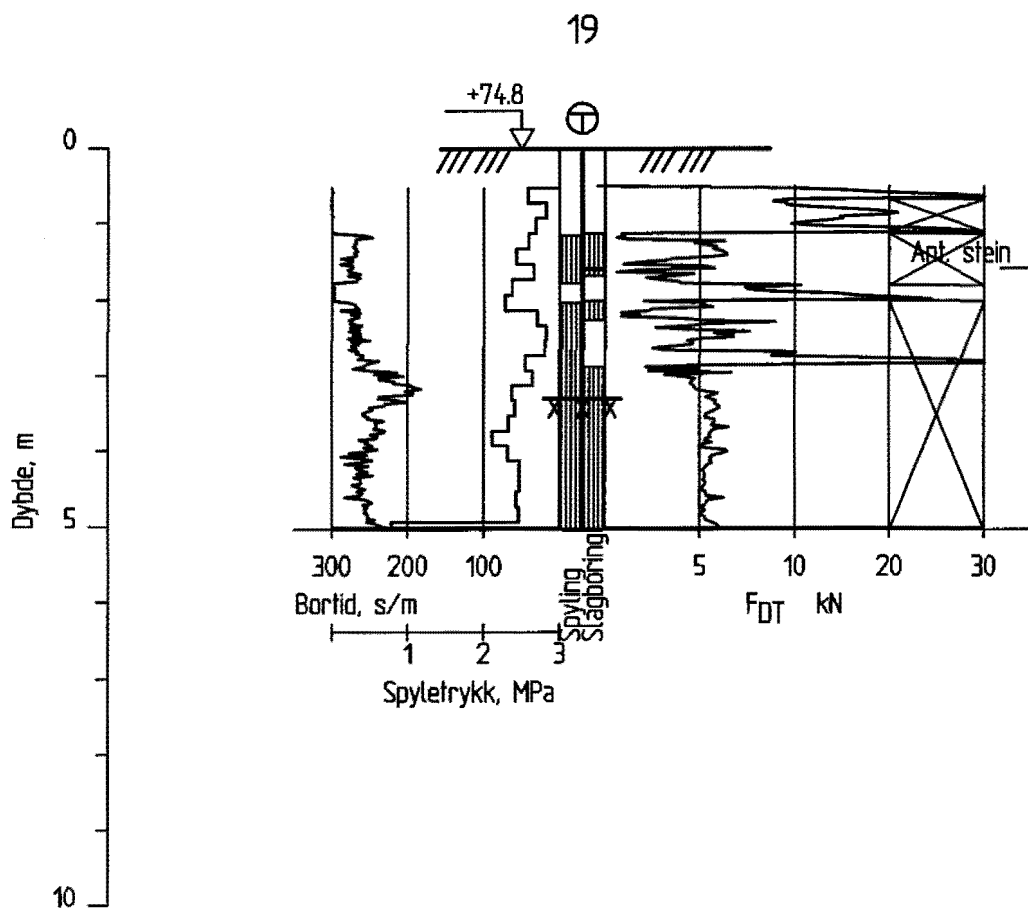 19
+74.8
0
Ant. stein
Dybde, m
5
300 200 100
5 10 20 30
Bortid, s/m
Spyling
Slagboring
F_DT kN
1 2 3
Spyletrykk, MPa
10